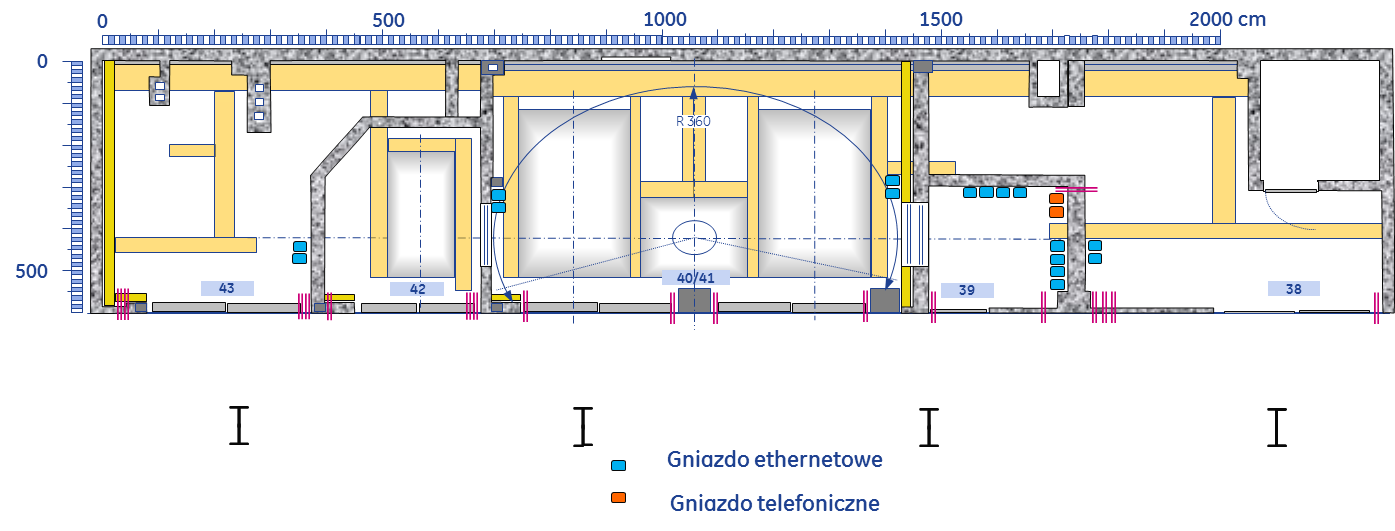 0 500 1000 1500 2000 cm
0
R 360
500
43 42 40/41 39 38
Gniazdo ethernetowe
Gniazdo telefoniczne